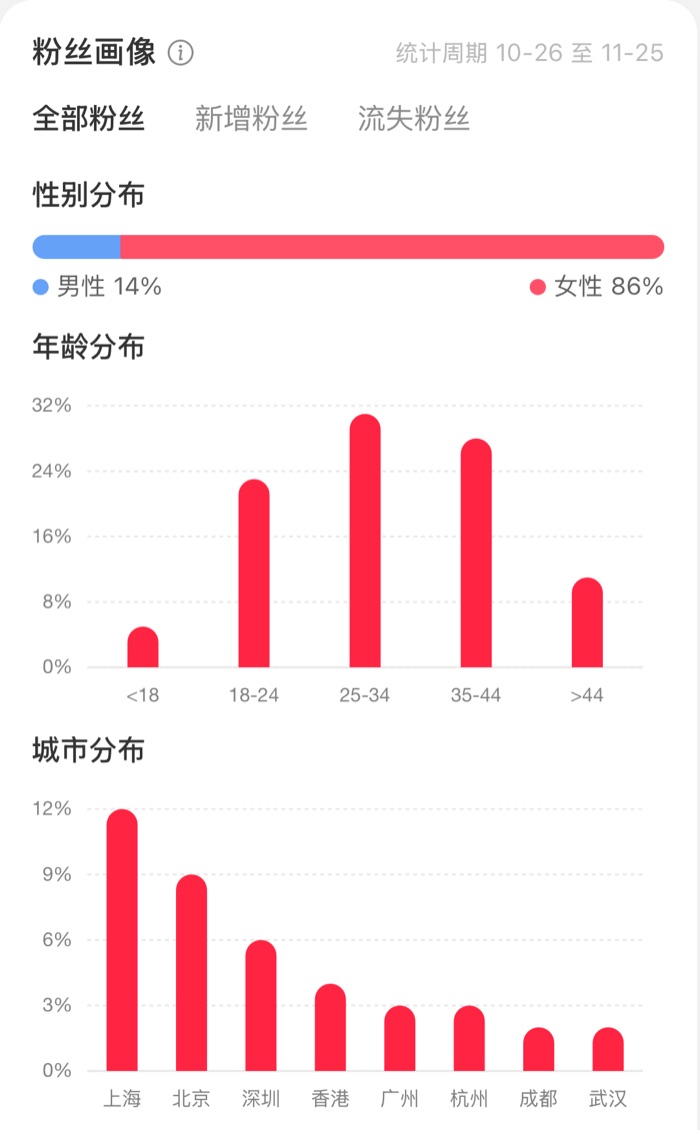 粉丝画像 统计周期 10-26 至 11-25
全部粉丝 新增粉丝 流失粉丝
性别分布
男性 14% 女性 86%
年龄分布
32%
24%
16%
8%
0%
<18 18-24 25-34 35-44 >44
城市分布
12%
9%
6%
3%
0%
上海 北京 深圳 香港 广州 杭州 成都 武汉